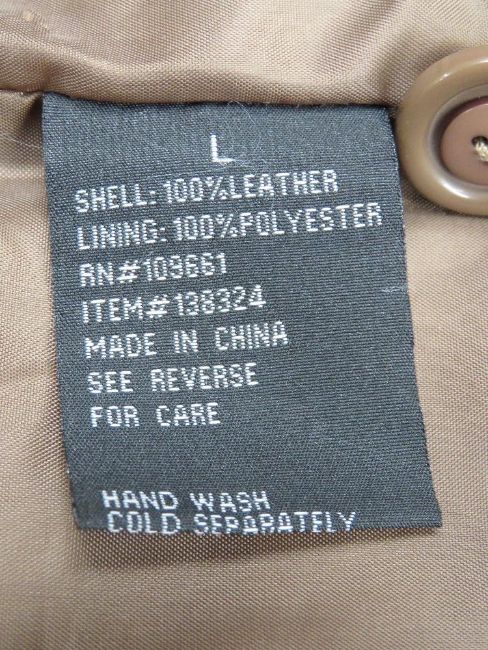 L
SHELL: 100%LEATHER
LINING: 100%POLYESTER
RN#109661
ITEM#138324
MADE IN CHINA
SEE REVERSE
FOR CARE
HAND WASH
COLD SEPARATELY